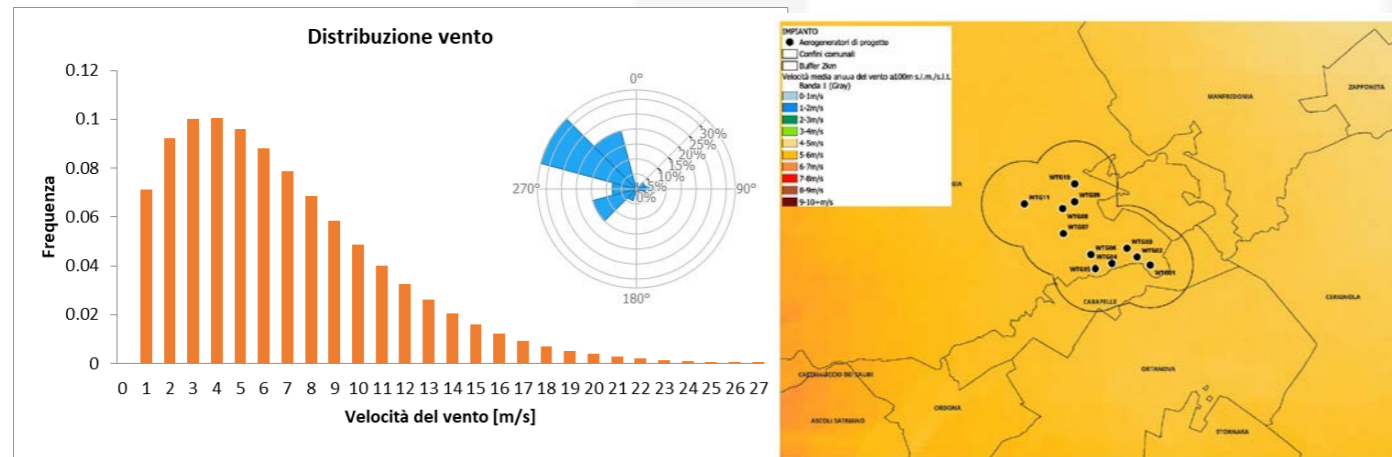 Distribuzione vento
0.12
0.1
0.08
0.06
0.04
0.02
0
Frequenza
0 1 2 3 4 5 6 7 8 9 10 11 12 13 14 15 16 17 18 19 20 21 22 23 24 25 26 27
Velocità del vento [m/s]
0°
90°
180°
270°
30%
25%
20%
15%
10%
5%
0%
IMPIANTO
Aerogeneratori di progetto
Confini comunali
Buffer 2km
Velocità media annua del vento a100m s.l.m./s.l.t.
Banda 1 (Gray)
0-1m/s
1-2m/s
2-3m/s
3-4m/s
4-5m/s
5-6m/s
6-7m/s
7-8m/s
8-9m/s
9-10+m/s
ZAPPONETA
MANFREDONIA
WTG10
WTG11
WTG09
WTG08
WTG07
WTG06
WTG03
WTG04
WTG02
WTG05
WTG01
CARAPELLE
CERIGNOLA
CASTELLUCCIO DEI SAURI
ORTANOVA
ORDONA
ASCOLI SATRIANO
STORNARA